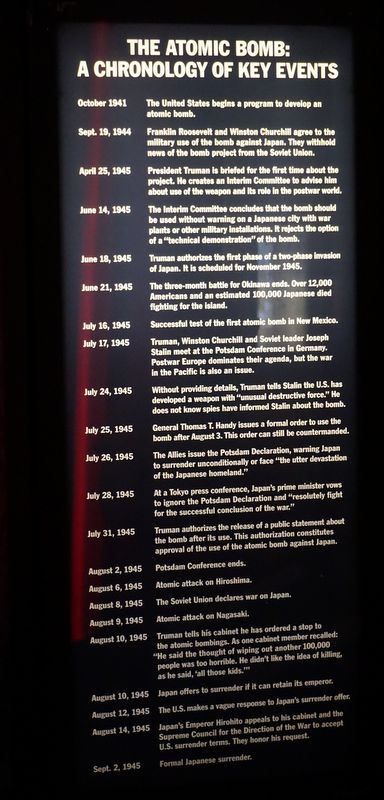 THE ATOMIC BOMB:
A CHRONOLOGY OF KEY EVENTS
October 1941 The United States begins a program to develop an
atomic bomb.
Sept. 19, 1944 Franklin Roosevelt and Winston Churchill agree to the
military use of the bomb against Japan. They withhold
news of the bomb project from the Soviet Union.
April 25, 1945 President Truman is briefed for the first time about the
project. He creates an Interim Committee to advise him
about use of the weapon and its role in the postwar world.
June 14, 1945 The Interim Committee concludes that the bomb should
be used without warning on a Japanese city with war
plants or other military installations. It rejects the option
of a “technical demonstration” of the bomb.
June 18, 1945 Truman authorizes the first phase of a two-phase invasion
of Japan. It is scheduled for November 1945.
June 21, 1945 The three-month battle for Okinawa ends. Over 12,000
Americans and an estimated 100,000 Japanese died
fighting for the island.
July 16, 1945 Successful test of the first atomic bomb in New Mexico.
July 17, 1945 Truman, Winston Churchill and Soviet leader Joseph
Stalin meet at the Potsdam Conference in Germany.
Postwar Europe dominates their agenda, but the war
in the Pacific is also an issue.
July 24, 1945 Without providing details, Truman tells Stalin the U.S. has
developed a weapon with “unusual destructive force.” He
does not know spies have informed Stalin about the bomb.
July 25, 1945 General Thomas T. Handy issues a formal order to use the
bomb after August 3. This order can still be countermanded.
July 26, 1945 The Allies issue the Potsdam Declaration, warning Japan
to surrender unconditionally or face “the utter devastation
of the Japanese homeland.”
July 28, 1945 At a Tokyo press conference, Japan’s prime minister vows
to ignore the Potsdam Declaration and “resolutely fight
for the successful conclusion of the war.”
July 31, 1945 Truman authorizes the release of a public statement about
the bomb after its use. This authorization constitutes
approval of the use of the atomic bomb against Japan.
August 2, 1945 Potsdam Conference ends.
August 6, 1945 Atomic attack on Hiroshima.
August 8, 1945 The Soviet Union declares war on Japan.
August 9, 1945 Atomic attack on Nagasaki.
August 10, 1945 Truman tells his cabinet he has ordered a stop to
the atomic bombings. As one cabinet member recalled:
“He said the thought of wiping out another 100,000
people was too horrible. He didn’t like the idea of killing,
as he said, ‘all those kids.’”
August 10, 1945 Japan offers to surrender if it can retain its emperor.
August 12, 1945 The U.S. makes a vague response to Japan’s surrender offer.
August 14, 1945 Japan’s Emperor Hirohito appeals to his cabinet and the
Supreme Council for the Direction of the War to accept
U.S. surrender terms. They honor his request.
Sept. 2, 1945 Formal Japanese surrender.